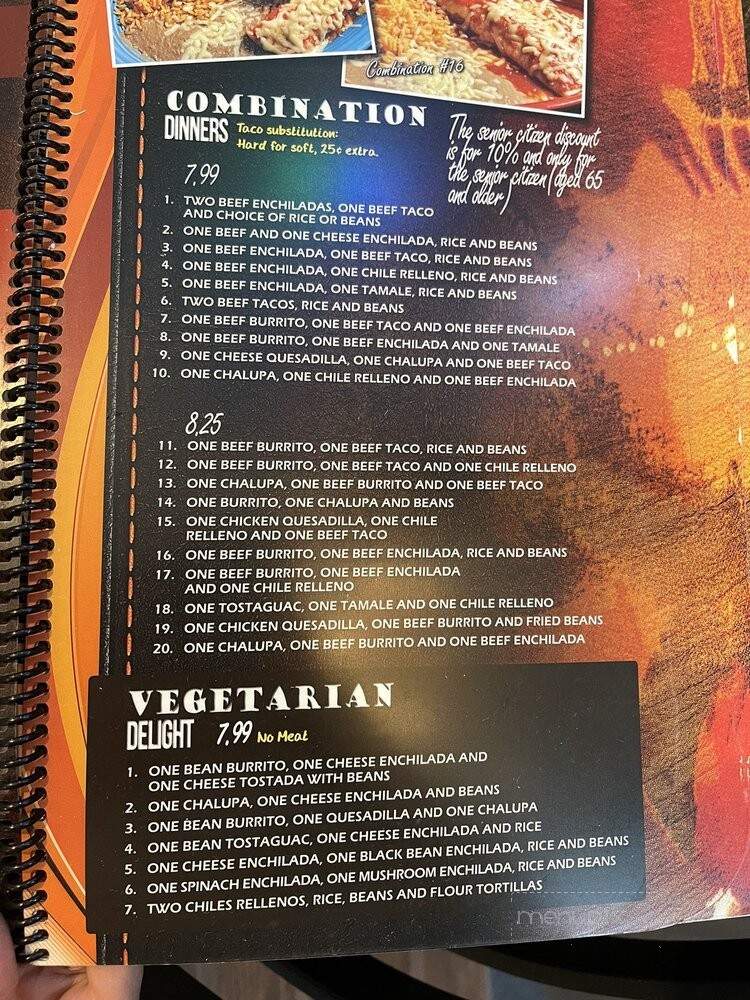 Combination #16
COMBINATION
DINNERS
Taco substitution:
Hard for soft, 25¢ extra.
The senior citizen discount
is for 10% and only for
the senior citizen (aged 65
and older)
7.99
1. TWO BEEF ENCHILADAS, ONE BEEF TACO
AND CHOICE OF RICE OR BEANS
2. ONE BEEF AND ONE CHEESE ENCHILADA, RICE AND BEANS
3. ONE BEEF ENCHILADA, ONE BEEF TACO, RICE AND BEANS
4. ONE BEEF ENCHILADA, ONE CHILE RELLENO, RICE AND BEANS
5. ONE BEEF ENCHILADA, ONE TAMALE, RICE AND BEANS
6. TWO BEEF TACOS, RICE AND BEANS
7. ONE BEEF BURRITO, ONE BEEF TACO AND ONE BEEF ENCHILADA
8. ONE BEEF BURRITO, ONE BEEF ENCHILADA AND ONE TAMALE
9. ONE CHEESE QUESADILLA, ONE CHALUPA AND ONE BEEF TACO
10. ONE CHALUPA, ONE CHILE RELLENO AND ONE BEEF ENCHILADA
8.25
11. ONE BEEF BURRITO, ONE BEEF TACO, RICE AND BEANS
12. ONE BEEF BURRITO, ONE BEEF TACO AND ONE CHILE RELLENO
13. ONE CHALUPA, ONE BEEF BURRITO AND ONE BEEF TACO
14. ONE BURRITO, ONE CHALUPA AND BEANS
15. ONE CHICKEN QUESADILLA, ONE CHILE
RELLENO AND ONE BEEF TACO
16. ONE BEEF BURRITO, ONE BEEF ENCHILADA, RICE AND BEANS
17. ONE BEEF BURRITO, ONE BEEF ENCHILADA
AND ONE CHILE RELLENO
18. ONE TOSTAGUAC, ONE TAMALE AND ONE CHILE RELLENO
19. ONE CHICKEN QUESADILLA, ONE BEEF BURRITO AND FRIED BEANS
20. ONE CHALUPA, ONE BEEF BURRITO AND ONE BEEF ENCHILADA
VEGETARIAN
DELIGHT 7.99 No Meat
1. ONE BEAN BURRITO, ONE CHEESE ENCHILADA AND
ONE CHEESE TOSTADA WITH BEANS
2. ONE CHALUPA, ONE CHEESE ENCHILADA AND BEANS
3. ONE BEAN BURRITO, ONE QUESADILLA AND ONE CHALUPA
4. ONE BEAN TOSTAGUAC, ONE CHEESE ENCHILADA AND RICE
5. ONE CHEESE ENCHILADA, ONE BLACK BEAN ENCHILADA, RICE AND BEANS
6. ONE SPINACH ENCHILADA, ONE MUSHROOM ENCHILADA, RICE AND BEANS
7. TWO CHILES RELLENOS, RICE, BEANS AND FLOUR TORTILLAS